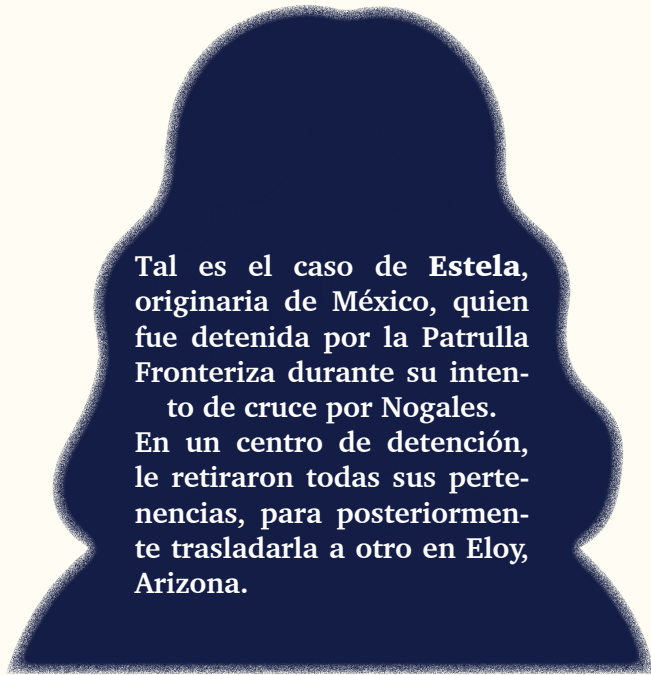 Tal es el caso de Estela,
originaria de México, quien
fue detenida por la Patrulla
Fronteriza durante su inten-
to de cruce por Nogales.
En un centro de detención,
le retiraron todas sus perte-
nencias, para posteriormen-
te trasladarla a otro en Eloy,
Arizona.